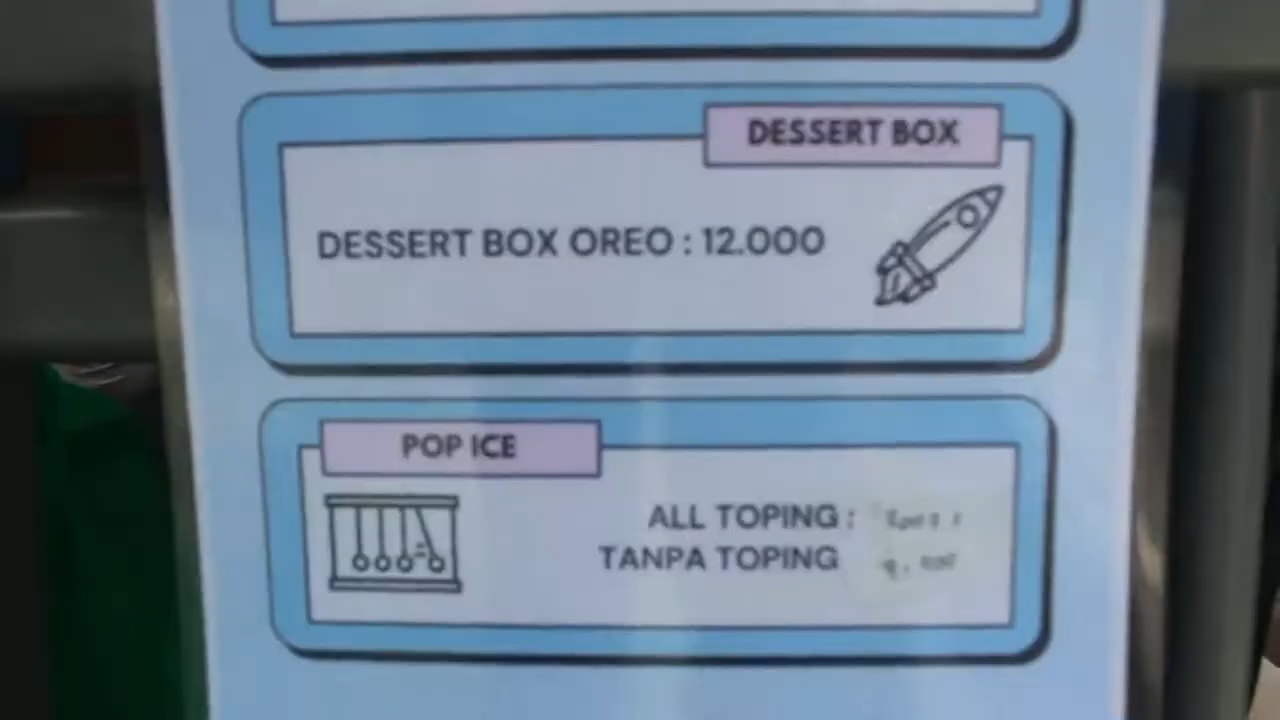 DESSERT BOX
DESSERT BOX OREO : 12.000
POP ICE
ALL TOPING :
TANPA TOPING